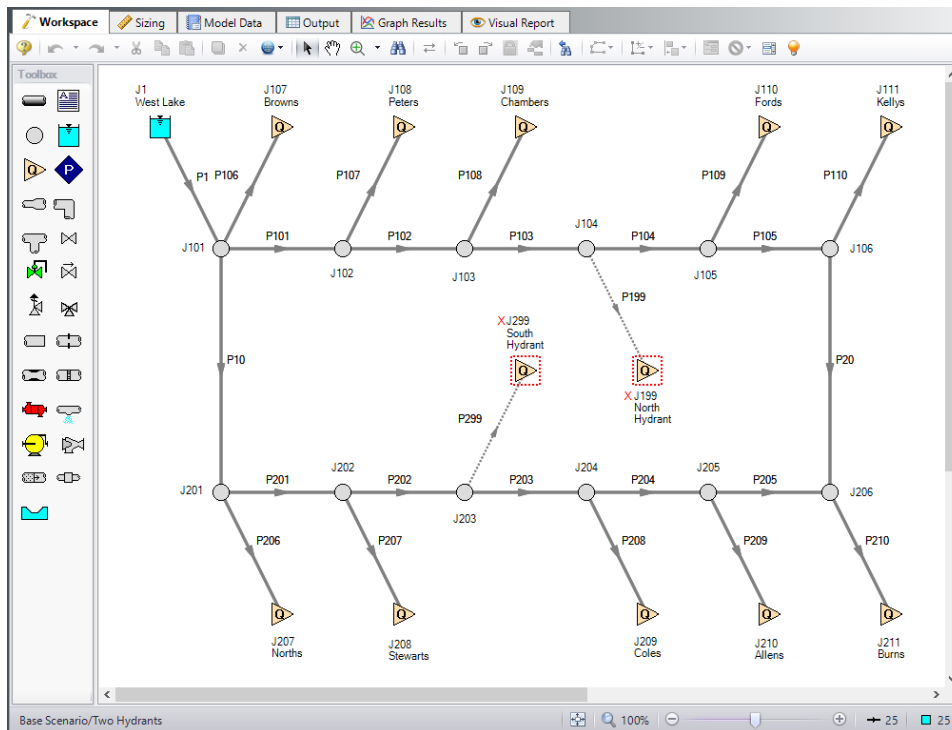 Workspace
Sizing
Model Data
Output
Graph Results
Visual Report
Toolbox
A
P
Q
J1
West Lake
J107
Browns
J108
Peters
J109
Chambers
J110
Fords
J111
Kellys
Q
Q
Q
Q
Q
P1
P106
P107
P108
P109
P110
J101
P101
P102
P103
J104
P104
P105
J106
J102
J103
J105
P199
X J299
South
Hydrant
P10
Q
Q
P20
X J199
North
Hydrant
P299
J201
P201
J202
P202
P203
J204
P204
J205
P205
J206
J203
P206
P207
P208
P209
P210
Q
Q
Q
Q
Q
J207
Norths
J208
Stewarts
J209
Coles
J210
Allens
J211
Burns
Base Scenario/Two Hydrants
100%
25
25